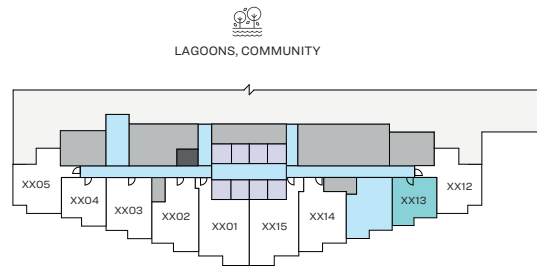 LAGOONS, COMMUNITY
XX05
XX04
XX03
XX02
XX01
XX15
XX14
XX13
XX12